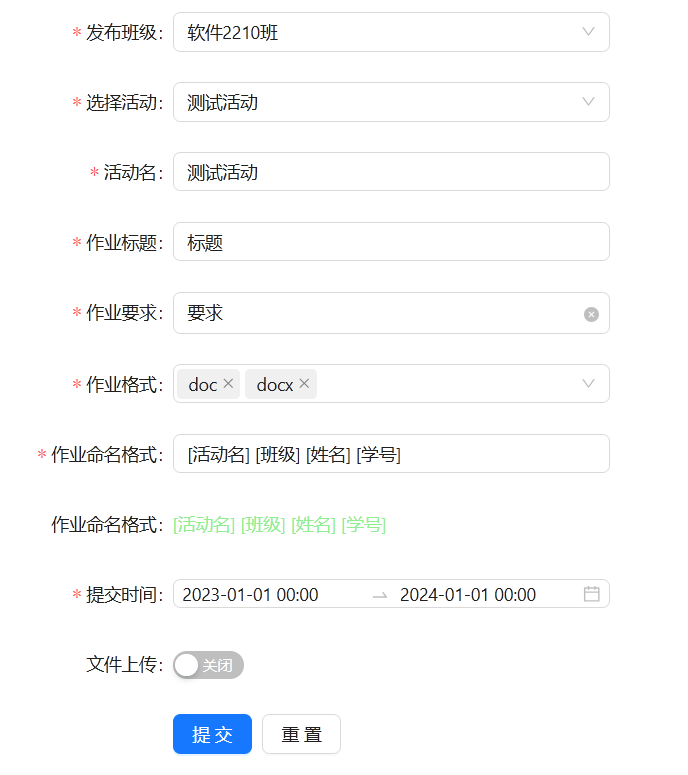 * 发布班级: 软件2210班
* 选择活动: 测试活动
* 活动名: 测试活动
* 作业标题: 标题
* 作业要求: 要求
* 作业格式: doc × docx ×
* 作业命名格式: [活动名] [班级] [姓名] [学号]
作业命名格式: [活动名] [班级] [姓名] [学号]
* 提交时间: 2023-01-01 00:00 → 2024-01-01 00:00
文件上传: 关闭
提交 重置